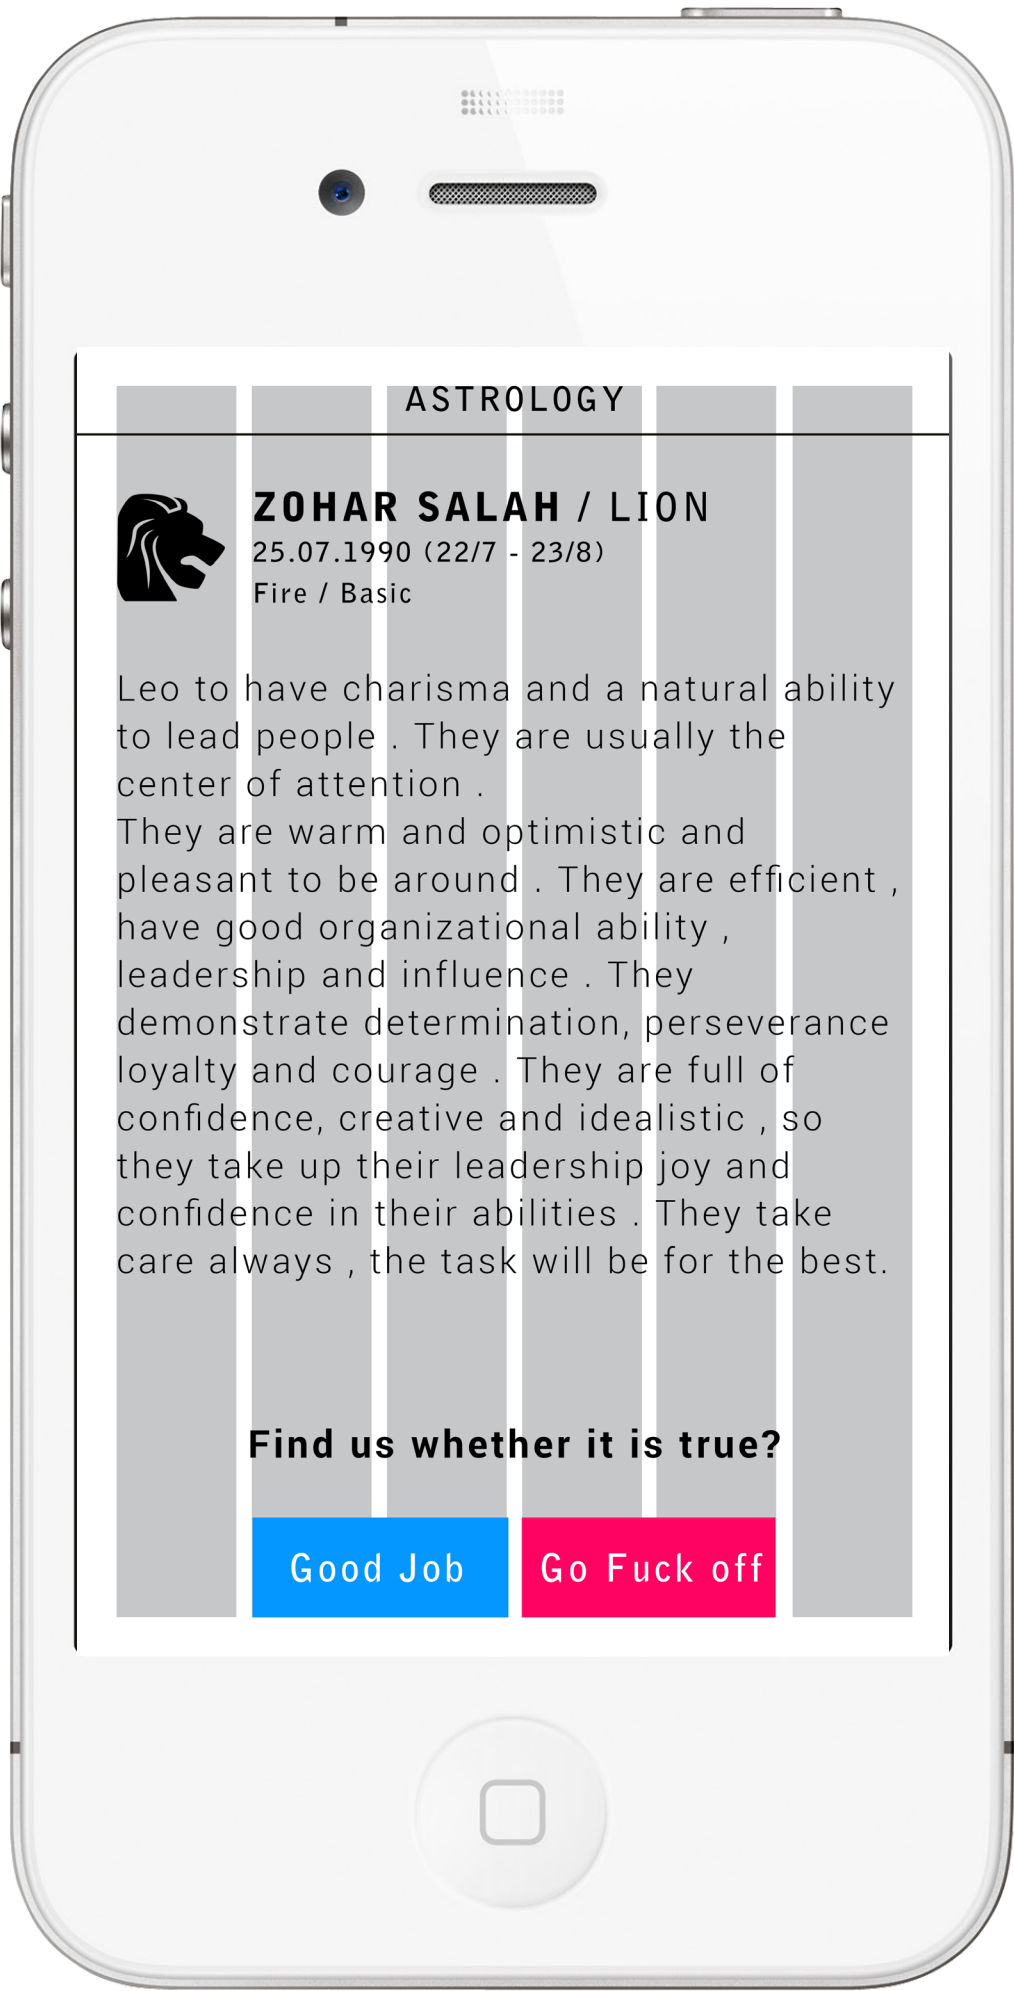 ASTROLOGY
ZOHAR SALAH / LION
25.07.1990 (22/7 - 23/8)
Fire / Basic
Leo to have charisma and a natural ability
to lead people . They are usually the
center of attention .
They are warm and optimistic and
pleasant to be around . They are efficient ,
have good organizational ability ,
leadership and influence . They
demonstrate determination, perseverance
loyalty and courage . They are full of
confidence, creative and idealistic , so
they take up their leadership joy and
confidence in their abilities . They take
care always , the task will be for the best.
Find us whether it is true?
Good Job
Go Fuck off